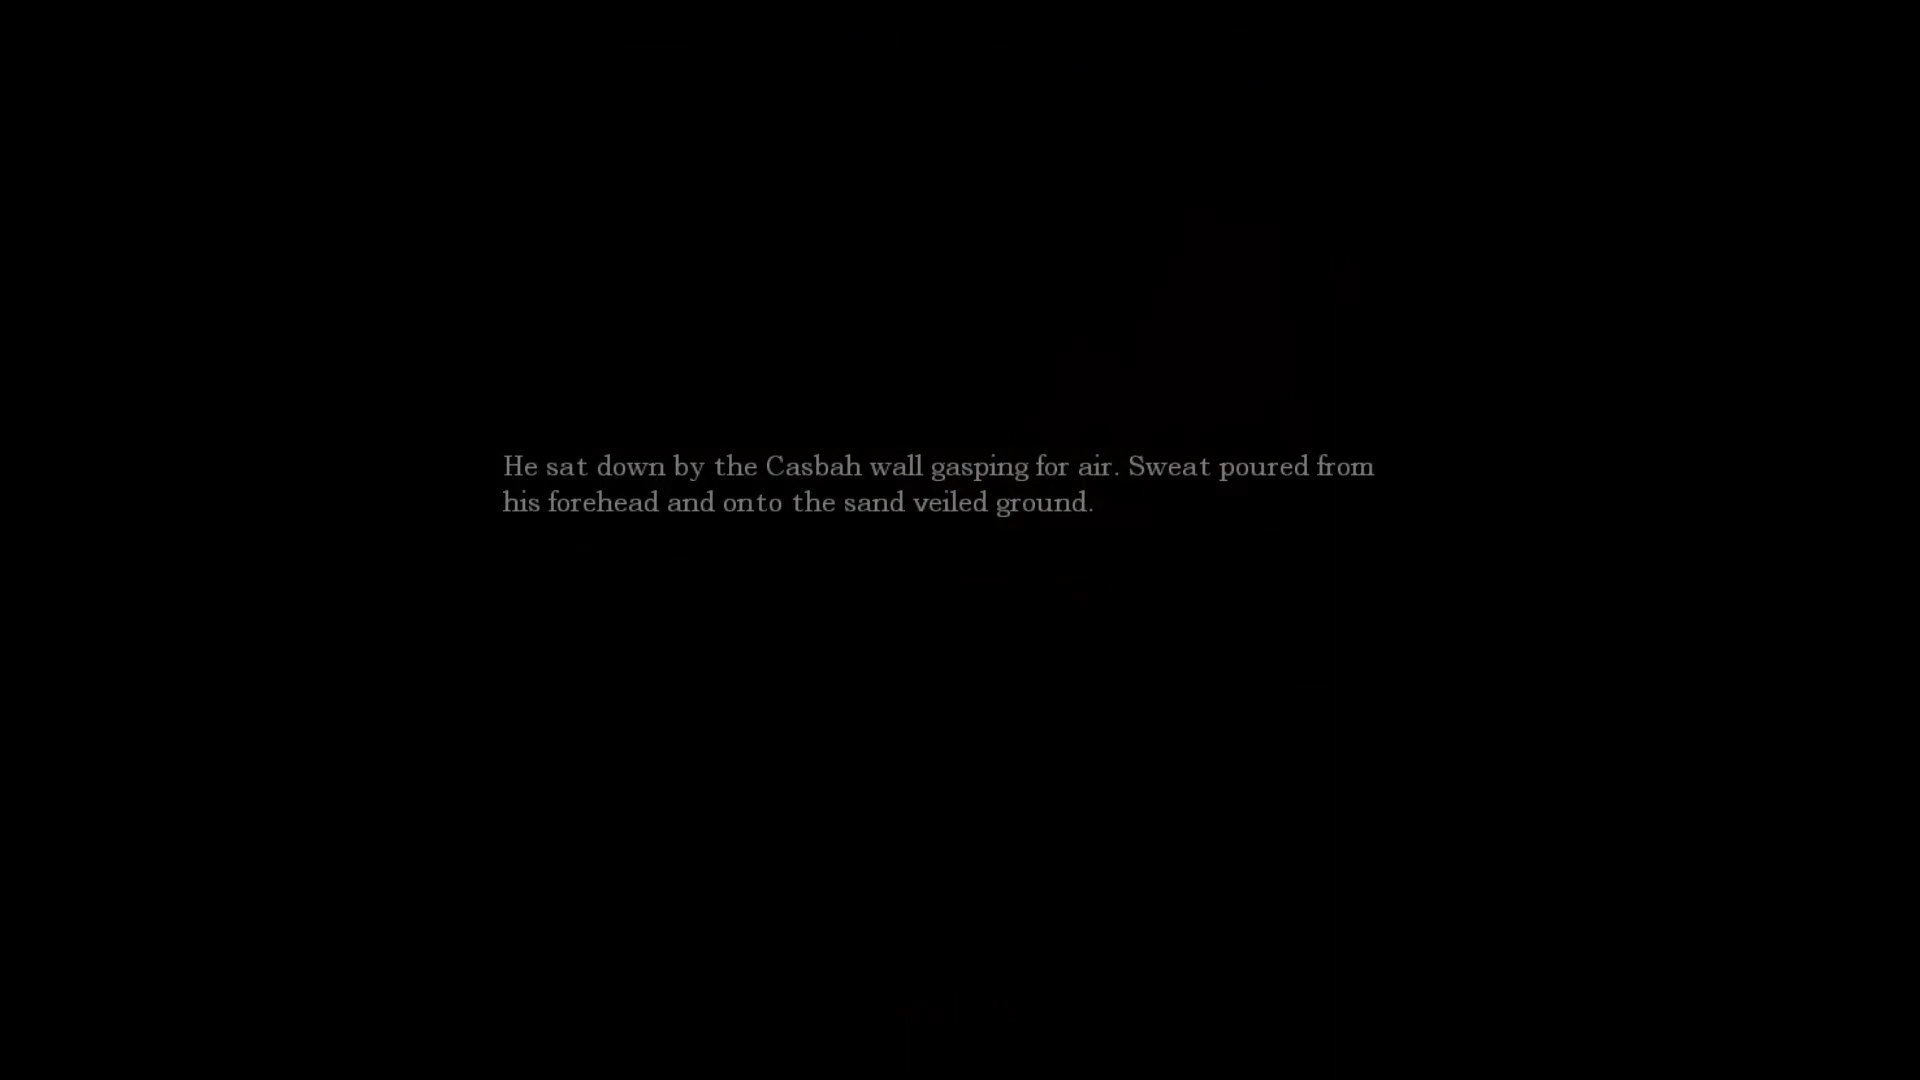 He sat down by the Casbah wall gasping for air. Sweat poured from
his forehead and onto the sand veiled ground.